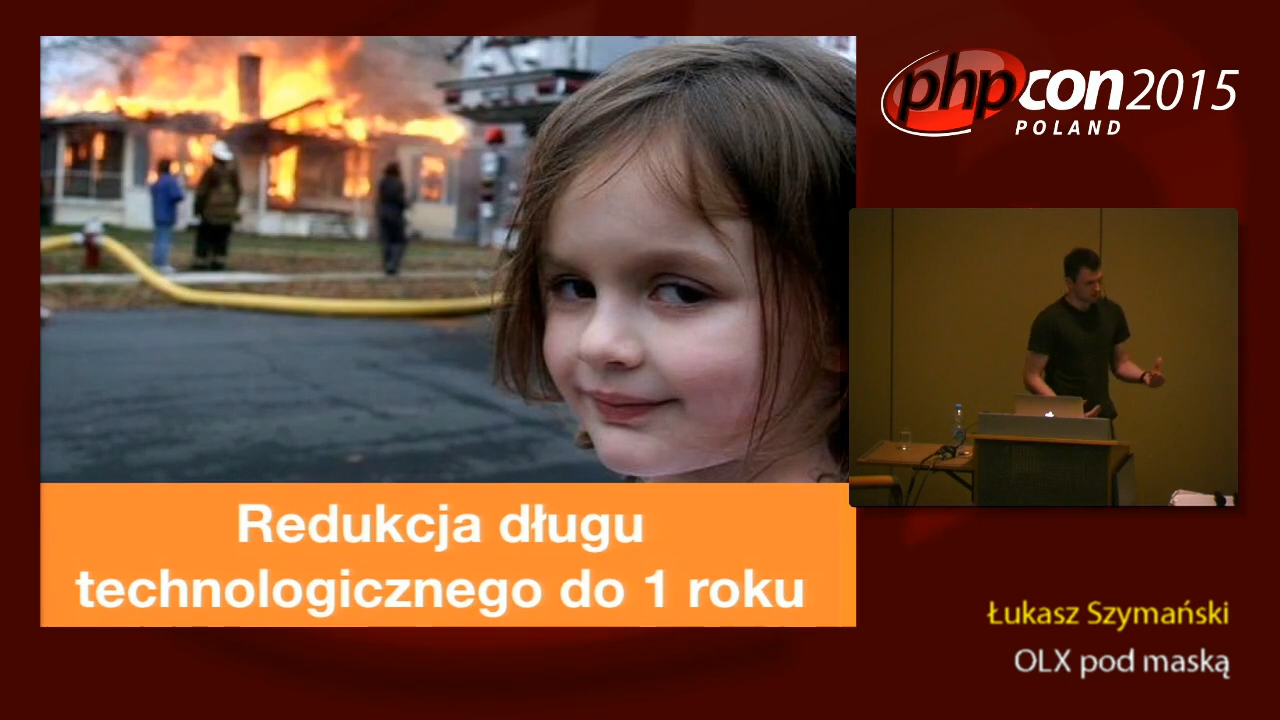 phpcon2015
POLAND
Redukcja długu
technologicznego do 1 roku
Łukasz Szymański
OLX pod maską